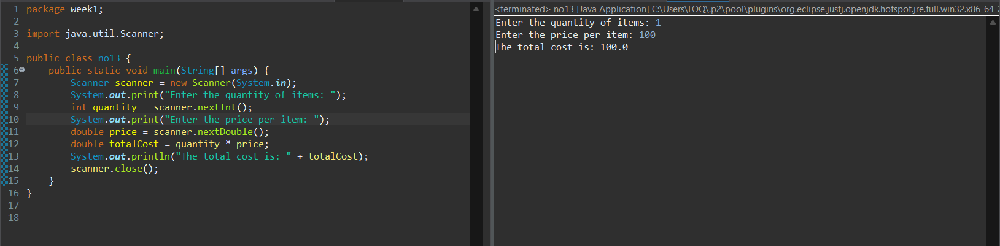 1 package week1;
2
3 import java.util.Scanner;
4
5 public class no13 {
6     public static void main(String[] args) {
7         Scanner scanner = new Scanner(System.in);
8         System.out.print("Enter the quantity of items: ");
9         int quantity = scanner.nextInt();
10         System.out.print("Enter the price per item: ");
11         double price = scanner.nextDouble();
12         double totalCost = quantity * price;
13         System.out.println("The total cost is: " + totalCost);
14         scanner.close();
15     }
16 }
17
18
<terminated> no13 [Java Application] C:\Users\LOQ\.p2\pool\plugins\org.eclipse.justj.openjdk.hotspot.jre.full.win32.x86_64_
Enter the quantity of items: 1
Enter the price per item: 100
The total cost is: 100.0